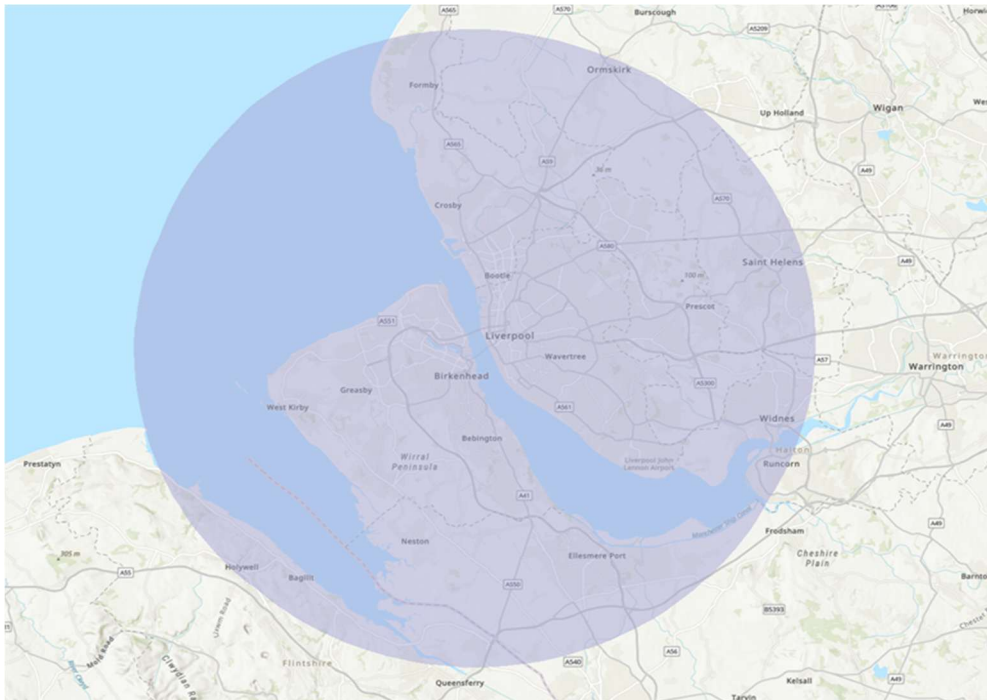 A565
A570
Burscough
A5209
Ormskirk
Formby
Up Holland
Wigan
A565
A59
A49
36 m
A570
Crosby
A580
A49
Saint Helens
Bootle
100 m
Prescot
A551
Liverpool
Wavertree
A57
Warrington
Warrington
Birkenhead
A5300
Greasby
West Kirby
A561
Widnes
A49
Bebington
Halton
Wirral
Peninsula
Liverpool John
Lennon Airport
Runcorn
Prestatyn
A41
Manchester Ship Canal
A49
Frodsham
Neston
Ellesmere Port
305 m
Cheshire
Plain
Holywell
A55
Bagillt
A550
B5393
Flintshire
A540
A56
A49
Kelsall
Queensferry
Tarvin